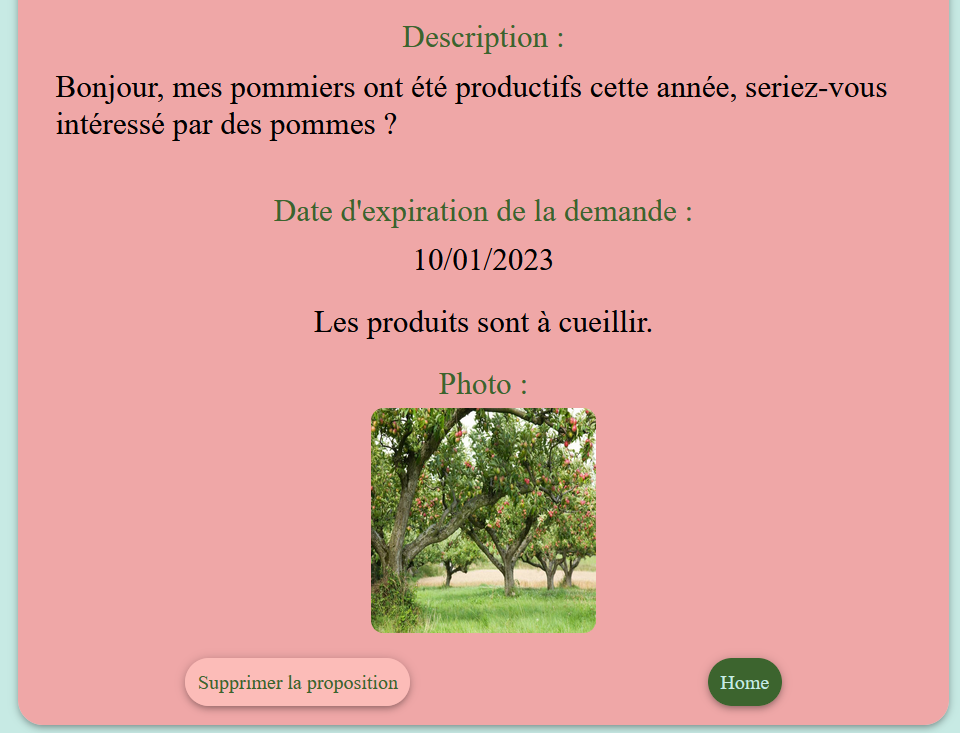 Description :
Bonjour, mes pommiers ont été productifs cette année, seriez-vous
intéressé par des pommes ?
Date d'expiration de la demande :
10/01/2023
Les produits sont à cueillir.
Photo :
Supprimer la proposition
Home